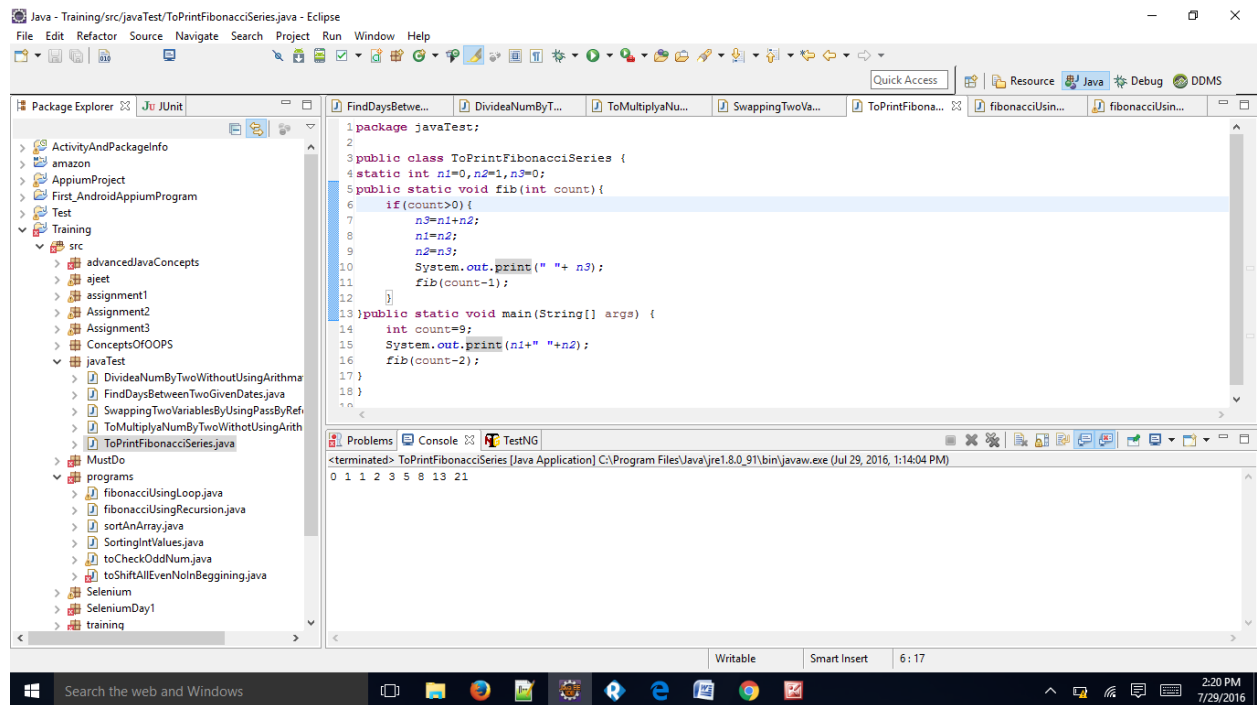 Java - Training/src/javaTest/ToPrintFibonacciSeries.java - Eclipse
File Edit Refactor Source Navigate Search Project Run Window Help
Quick Access Resource Java Debug DDMS
Package Explorer JUnit
FindDaysBetwe... DivideaNumByT... ToMultiplyaNu... SwappingTwoVa... ToPrintFibona... fibonacciUsin... fibonacciUsin...
ActivityAndPackageInfo
amazon
AppiumProject
First_AndroidAppiumProgram
Test
Training
src
advancedJavaConcepts
ajeet
assignment1
Assignment2
Assignment3
ConceptsOfOOPS
javaTest
DivideaNumByTwoWithoutUsingArithma
FindDaysBetweenTwoGivenDates.java
SwappingTwoVariablesByUsingPassByRef
ToMultiplyaNumByTwoWithotUsingArith
ToPrintFibonacciSeries.java
MustDo
programs
fibonacciUsingLoop.java
fibonacciUsingRecursion.java
sortAnArray.java
SortingIntValues.java
toCheckOddNum.java
toShiftAllEvenNoInBeggining.java
Selenium
SeleniumDay1
training
1 package javaTest;
2
3 public class ToPrintFibonacciSeries {
4 static int n1=0,n2=1,n3=0;
5 public static void fib(int count){
6 if(count>0){
7 n3=n1+n2;
8 n1=n2;
9 n2=n3;
10 System.out.print(" "+ n3);
11 fib(count-1);
12 }
13 }public static void main(String[] args) {
14 int count=9;
15 System.out.print(n1+" "+n2);
16 fib(count-2);
17 }
18 }
19
Problems Console TestNG
<terminated> ToPrintFibonacciSeries [Java Application] C:\Program Files\Java\jre1.8.0_91\bin\javaw.exe (Jul 29, 2016, 1:14:04 PM)
0 1 1 2 3 5 8 13 21
Writable Smart Insert 6 : 17
Search the web and Windows
2:20 PM
7/29/2016